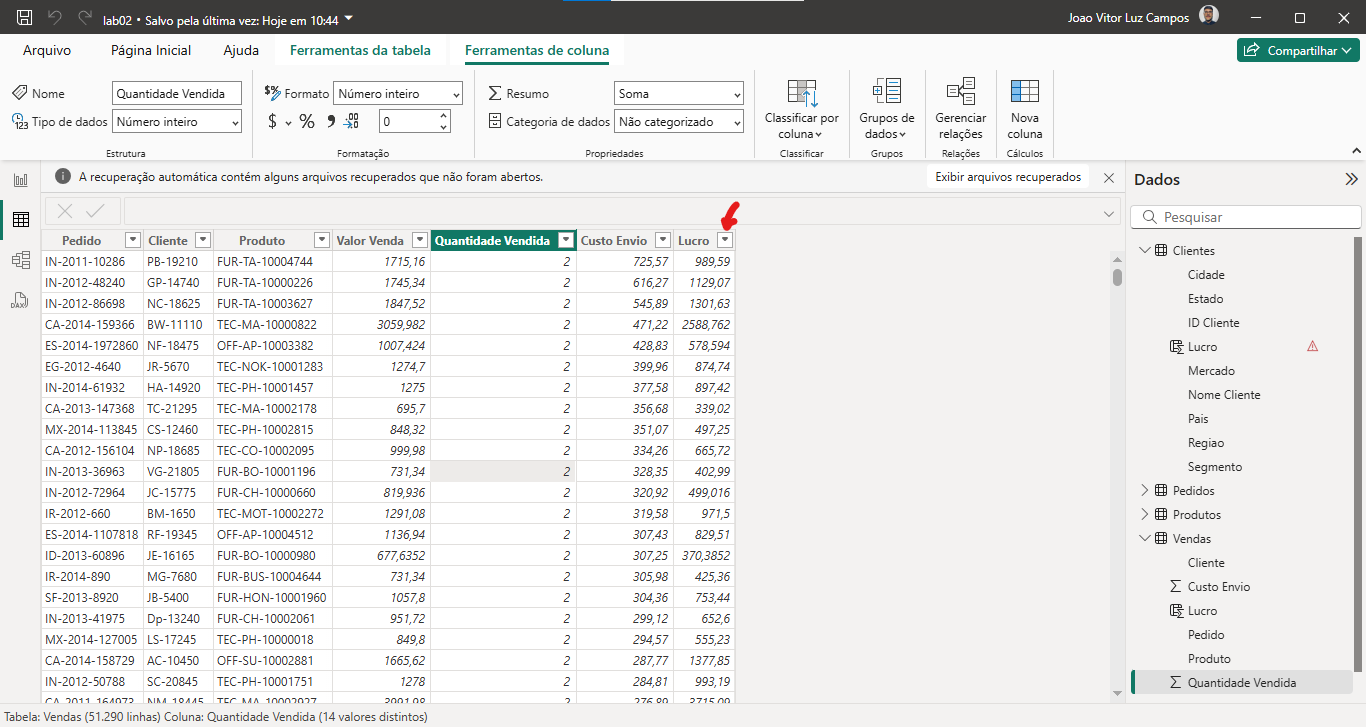 lab02 • Salvo pela última vez: Hoje em 10:44
Joao Vitor Luz Campos
Arquivo
Página Inicial
Ajuda
Ferramentas da tabela
Ferramentas de coluna
Compartilhar
Nome
Quantidade Vendida
Tipo de dados
Número inteiro
Estrutura
Formato
Número inteiro
$ % 9 .00
0
Formatação
Resumo
Soma
Categoria de dados
Não categorizado
Propriedades
Classificar por
coluna
Classificar
Grupos de
dados
Grupos
Gerenciar
relações
Relações
Nova
coluna
Cálculos
A recuperação automática contém alguns arquivos recuperados que não foram abertos.
Exibir arquivos recuperados
Pedido Cliente Produto Valor Venda Quantidade Vendida Custo Envio Lucro
IN-2011-10286 PB-19210 FUR-TA-10004744 1715,16 2 725,57 989,59
IN-2012-48240 GP-14740 FUR-TA-10000226 1745,34 2 616,27 1129,07
IN-2012-86698 NC-18625 FUR-TA-10003627 1847,52 2 545,89 1301,63
CA-2014-159366 BW-11110 TEC-MA-10000822 3059,982 2 471,22 2588,762
ES-2014-1972860 NF-18475 OFF-AP-10003382 1007,424 2 428,83 578,594
EG-2012-4640 JR-5670 TEC-NOK-10001283 1274,7 2 399,96 874,74
IN-2014-61932 HA-14920 TEC-PH-10001457 1275 2 377,58 897,42
CA-2013-147368 TC-21295 TEC-MA-10002178 695,7 2 356,68 339,02
MX-2014-113845 CS-12460 TEC-PH-10002815 848,32 2 351,07 497,25
CA-2012-156104 NP-18685 TEC-CO-10002095 999,98 2 334,26 665,72
IN-2013-36963 VG-21805 FUR-BO-10001196 731,34 2 328,35 402,99
IN-2012-72964 JC-15775 FUR-CH-10000660 819,936 2 320,92 499,016
IR-2012-660 BM-1650 TEC-MOT-10002272 1291,08 2 319,58 971,5
ES-2014-1107818 RF-19345 OFF-AP-10004512 1136,94 2 307,43 829,51
ID-2013-60896 JE-16165 FUR-BO-10000980 677,6352 2 307,25 370,3852
IR-2014-890 MG-7680 FUR-BUS-10004644 731,34 2 305,98 425,36
SF-2013-8920 JB-5400 FUR-HON-10001960 1057,8 2 304,36 753,44
IN-2013-41975 Dp-13240 FUR-CH-10002061 951,72 2 299,12 652,6
MX-2014-127005 LS-17245 TEC-PH-10000018 849,8 2 294,57 555,23
CA-2014-158729 AC-10450 OFF-SU-10002881 1665,62 2 287,77 1377,85
IN-2012-50788 SC-20845 TEC-PH-10001751 1278 2 284,81 993,19
CA-2011-164973 NM-18445 TEC-MA-10002927 3991,98 2 276,89 3715,09
Dados
Pesquisar
Clientes
Cidade
Estado
ID Cliente
Lucro
Mercado
Nome Cliente
Pais
Regiao
Segmento
Pedidos
Produtos
Vendas
Cliente
Custo Envio
Lucro
Pedido
Produto
Quantidade Vendida
Tabela: Vendas (51.290 linhas) Coluna: Quantidade Vendida (14 valores distintos)